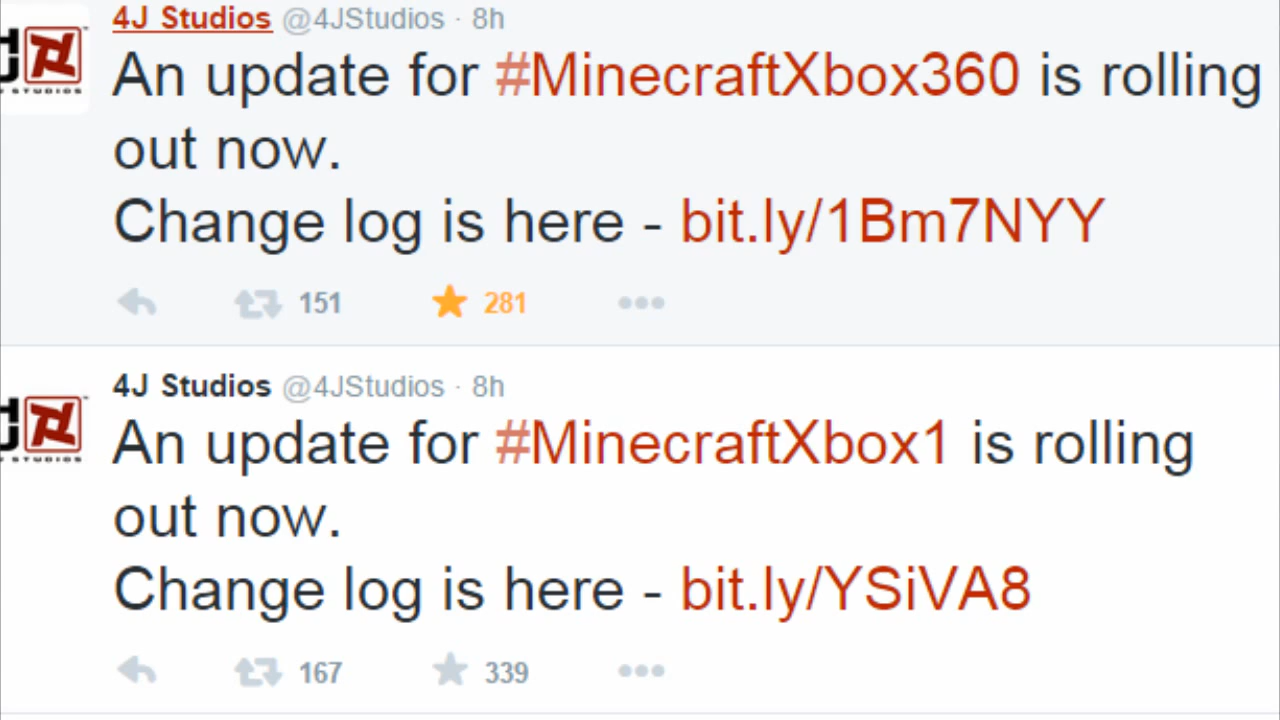 4J Studios @4JStudios · 8h
An update for #MinecraftXbox360 is rolling
out now.
Change log is here - bit.ly/1Bm7NYY
151 281
4J Studios @4JStudios · 8h
An update for #MinecraftXbox1 is rolling
out now.
Change log is here - bit.ly/YSiVA8
167 339